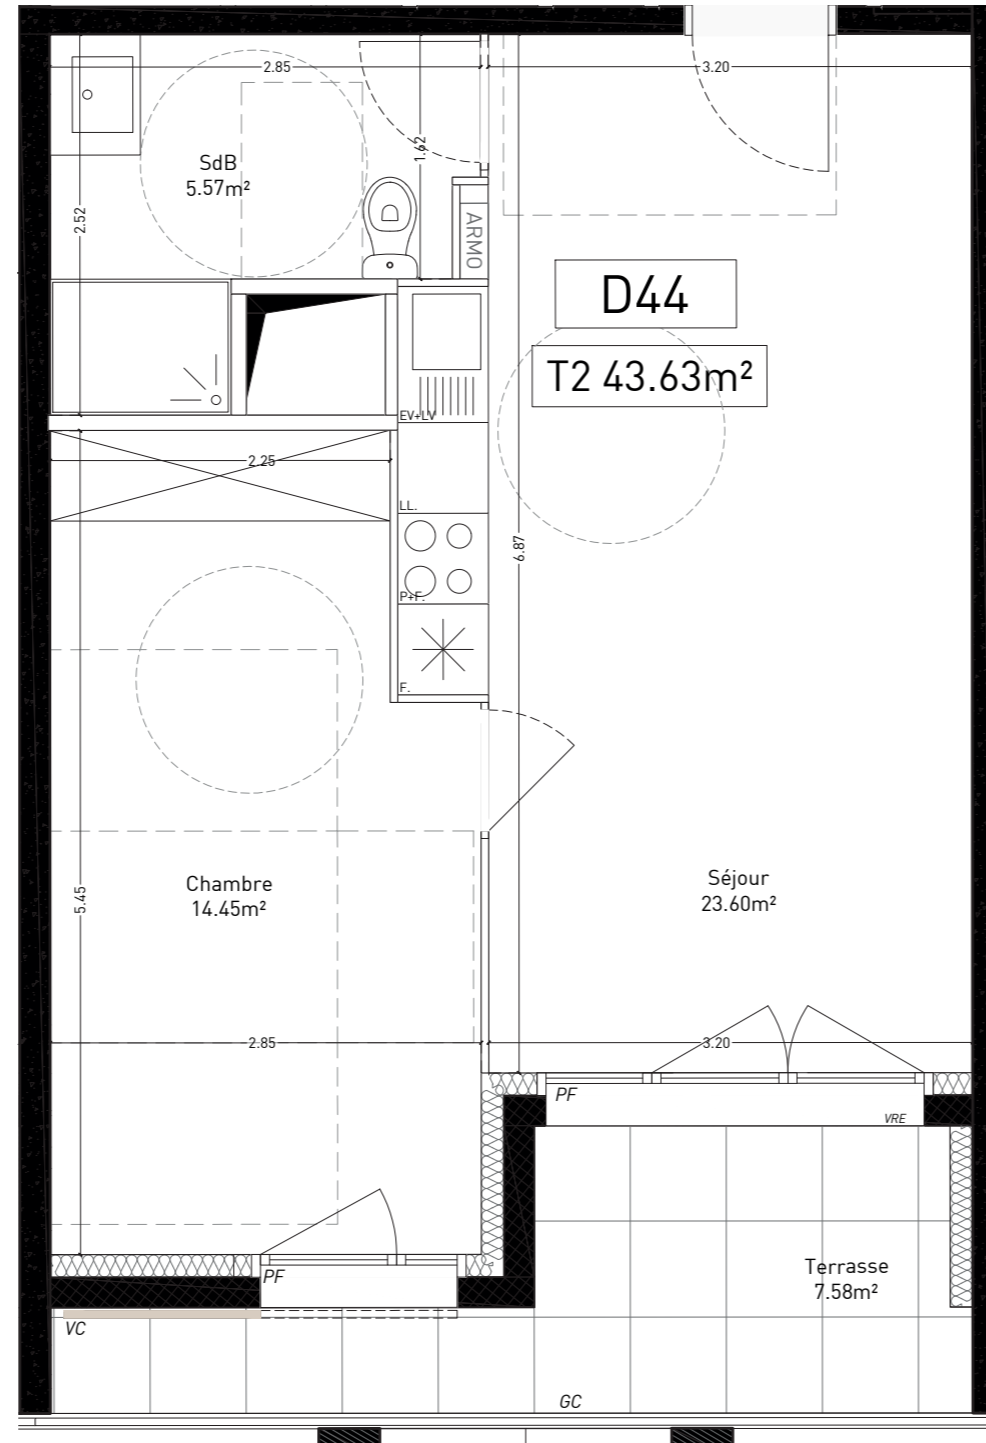 2.85
3.20
1.62
SdB
5.57m²
2.52
ARMO
D44
T2 43.63m²
EV+LV
2.25
LL.
6.87
P+F.
F.
Chambre
14.45m²
Séjour
23.60m²
5.45
2.85
3.20
PF
VRE
Terrasse
7.58m²
PF
VC
GC